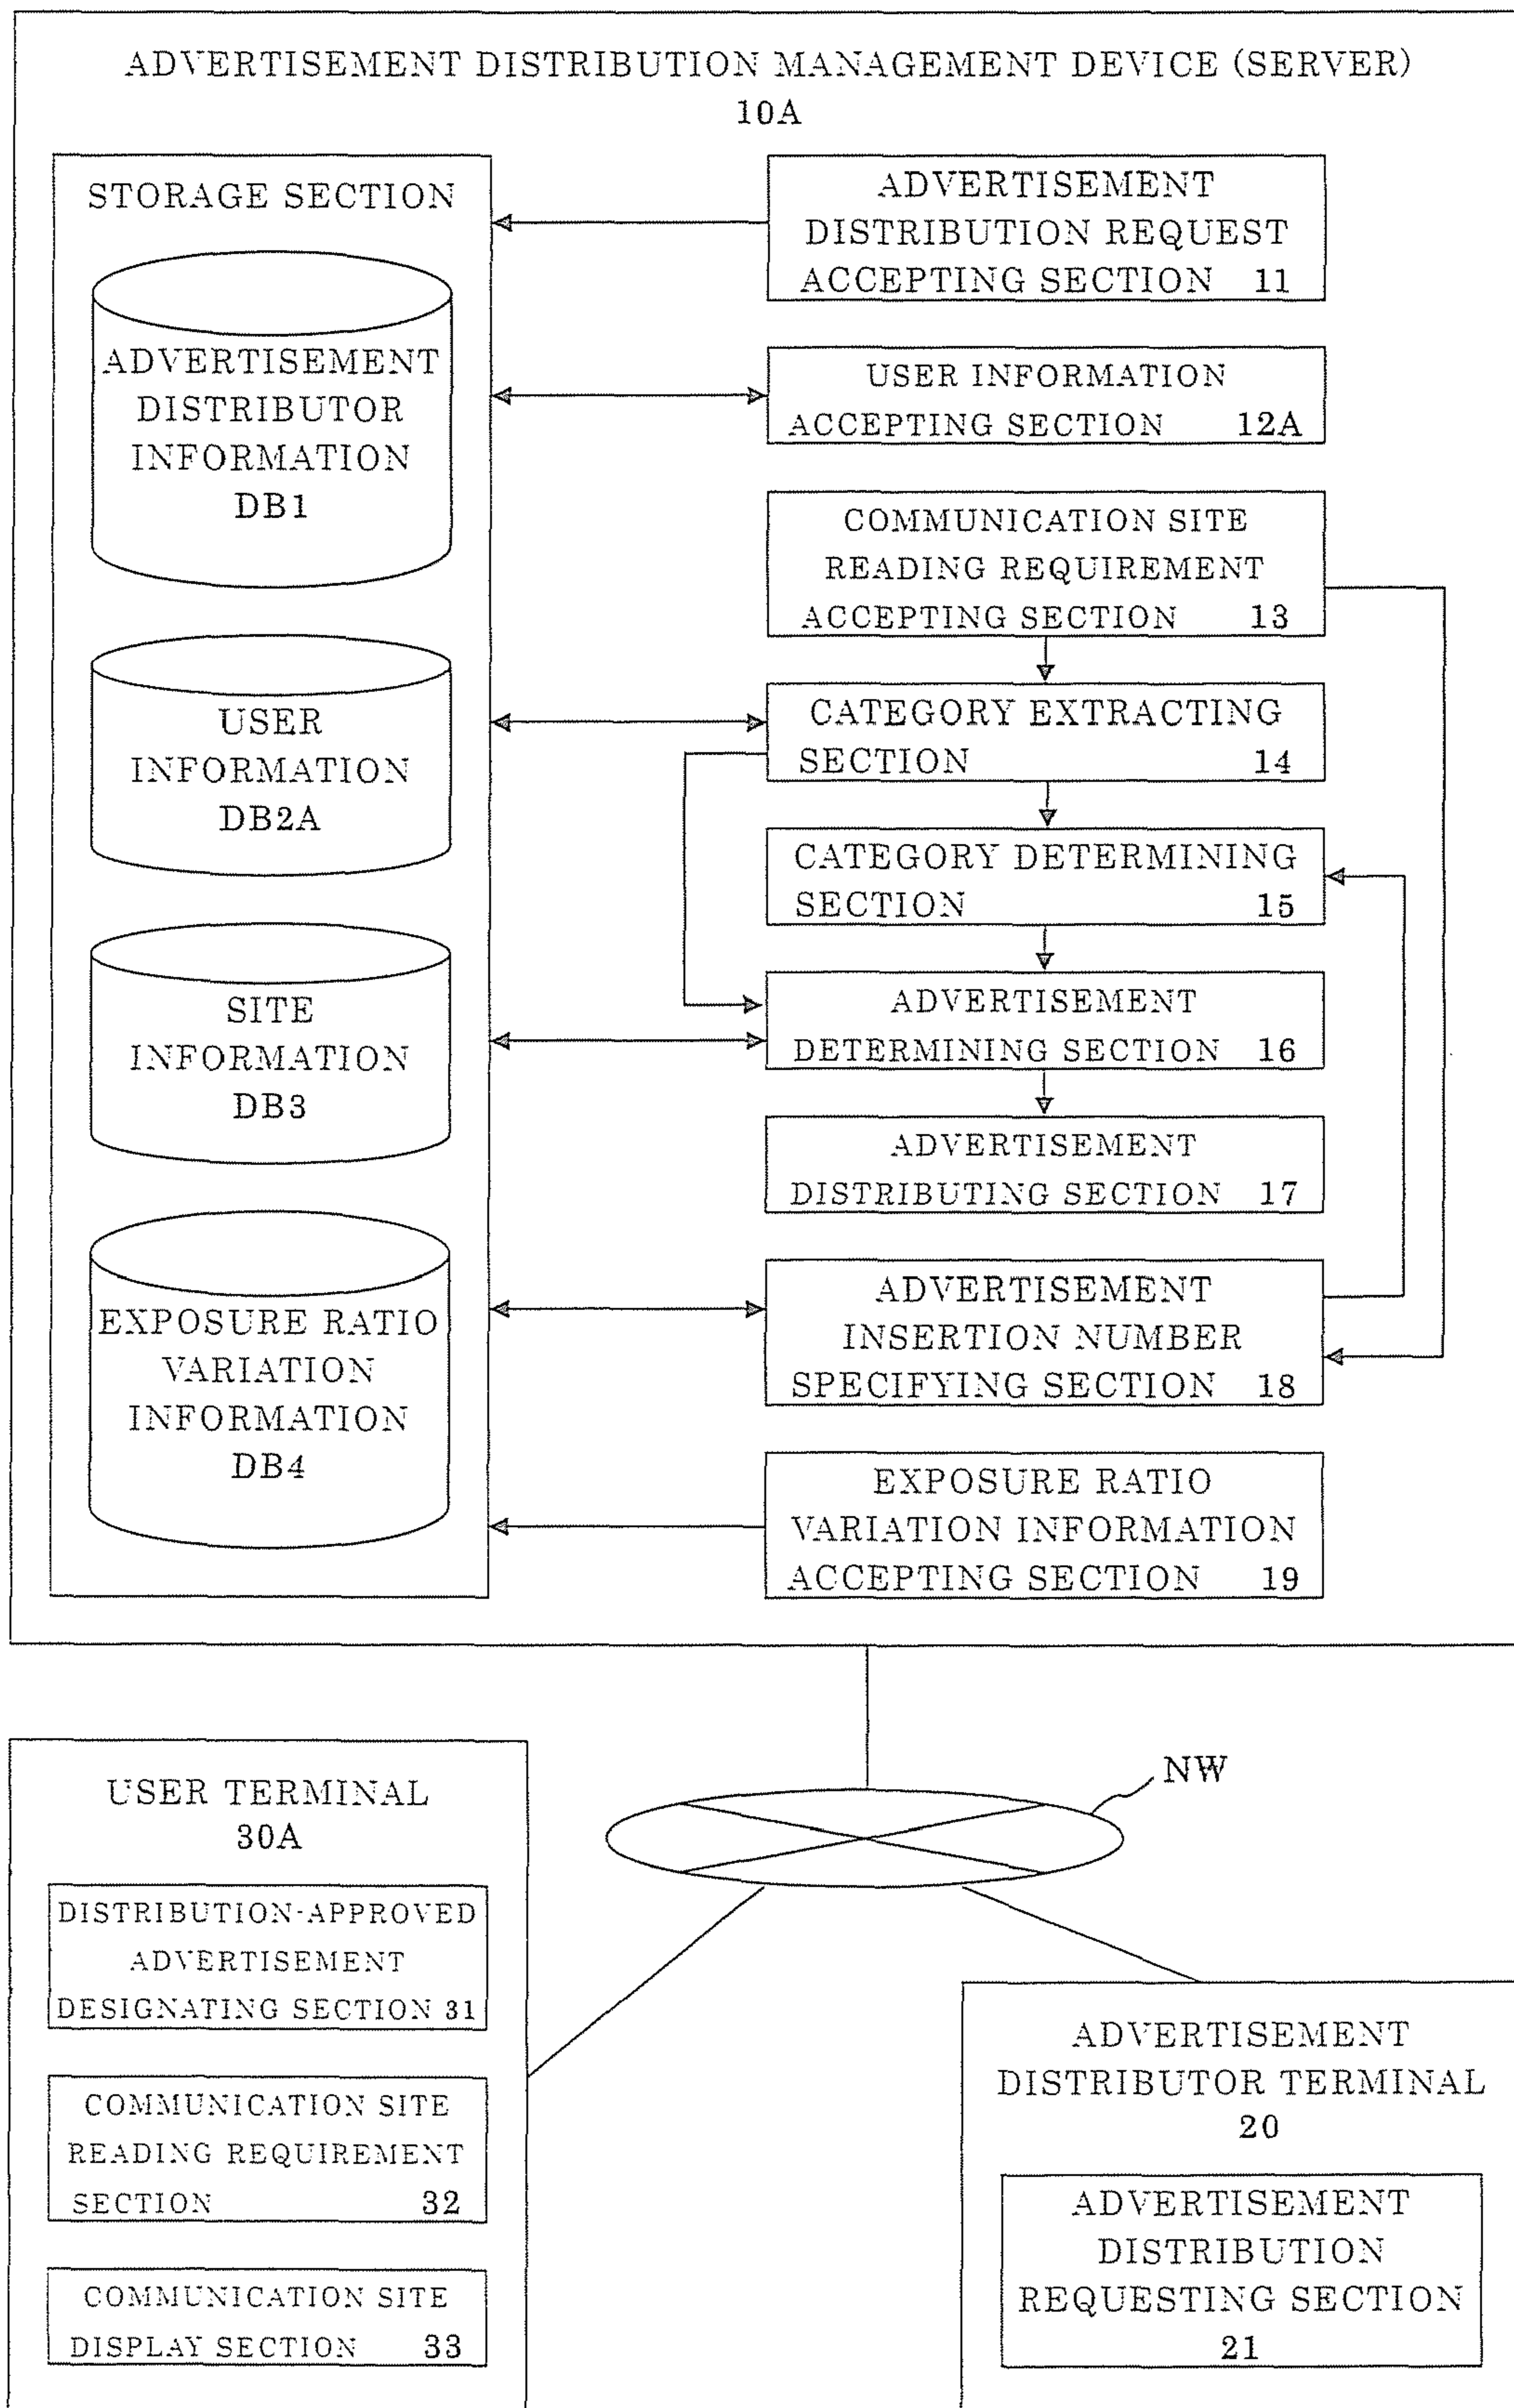 ADVERTISEMENT DISTRIBUTION MANAGEMENT DEVICE (SERVER)
10A
STORAGE SECTION
ADVERTISEMENT
DISTRIBUTOR
INFORMATION
DB1
USER
INFORMATION
DB2A
SITE
INFORMATION
DB3
EXPOSURE RATIO
VARIATION
INFORMATION
DB4
ADVERTISEMENT
DISTRIBUTION REQUEST
ACCEPTING SECTION 11
USER INFORMATION
ACCEPTING SECTION 12A
COMMUNICATION SITE
READING REQUIREMENT
ACCEPTING SECTION 13
CATEGORY EXTRACTING
SECTION 14
CATEGORY DETERMINING
SECTION 15
ADVERTISEMENT
DETERMINING SECTION 16
ADVERTISEMENT
DISTRIBUTING SECTION 17
ADVERTISEMENT
INSERTION NUMBER
SPECIFYING SECTION 18
EXPOSURE RATIO
VARIATION INFORMATION
ACCEPTING SECTION 19
NW
USER TERMINAL
30A
DISTRIBUTION-APPROVED
ADVERTISEMENT
DESIGNATING SECTION 31
COMMUNICATION SITE
READING REQUIREMENT
SECTION 32
COMMUNICATION SITE
DISPLAY SECTION 33
ADVERTISEMENT
DISTRIBUTOR TERMINAL
20
ADVERTISEMENT
DISTRIBUTION
REQUESTING SECTION
21